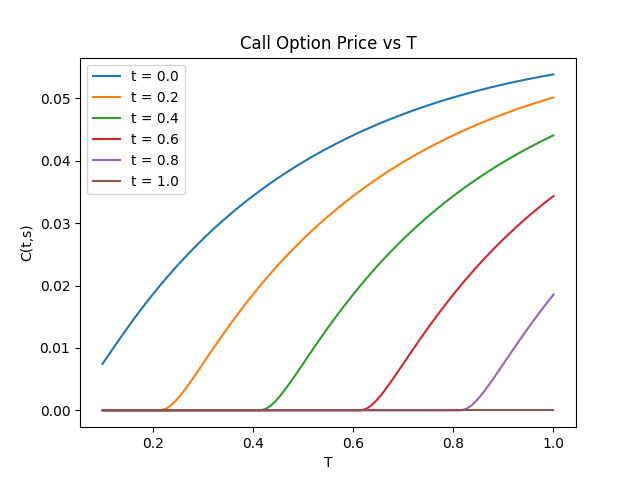 Call Option Price vs T
t = 0.0
t = 0.2
t = 0.4
t = 0.6
t = 0.8
t = 1.0
C(t,s)
0.05
0.04
0.03
0.02
0.01
0.00
0.2 0.4 0.6 0.8 1.0
T